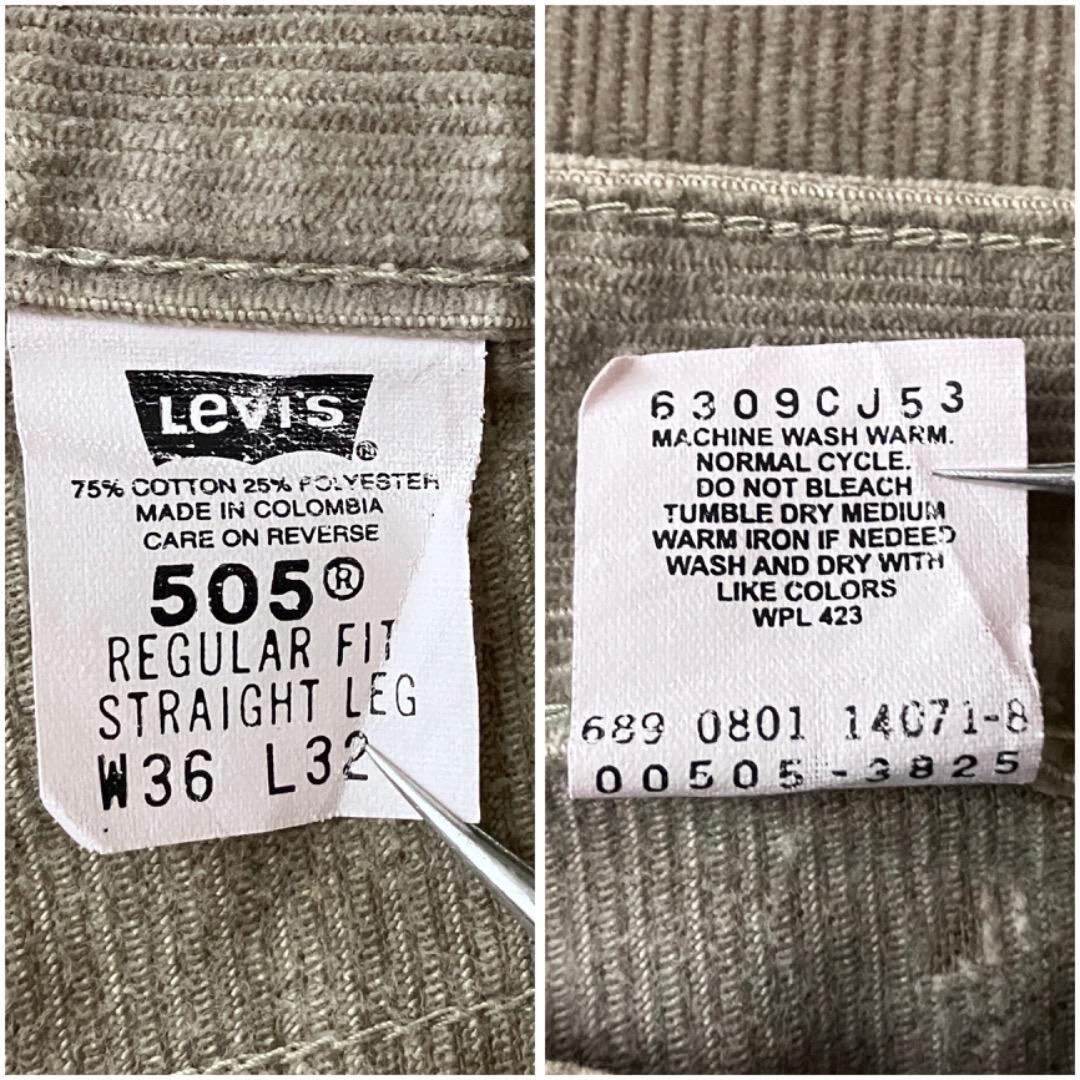 Levi's®
75% COTTON 25% POLYESTER
MADE IN COLOMBIA
CARE ON REVERSE
505®
REGULAR FIT
STRAIGHT LEG
W36 L32
6309CJ53
MACHINE WASH WARM.
NORMAL CYCLE.
DO NOT BLEACH
TUMBLE DRY MEDIUM
WARM IRON IF NEDEED
WASH AND DRY WITH
LIKE COLORS
WPL 423
689 0801 14071-8
00505-3825